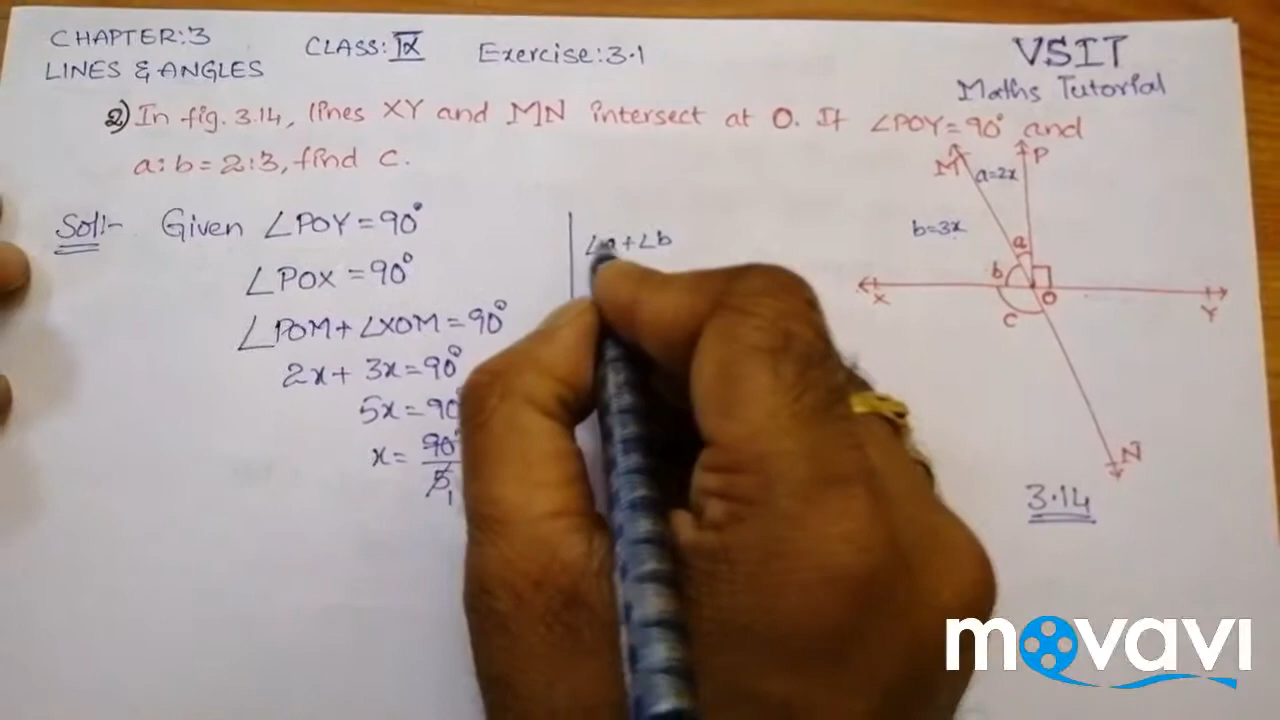 CHAPTER:3 CLASS: IX Exercise:3.1 VSIT
LINES & ANGLES Maths Tutorial
2) In fig. 3.14, lines XY and MN intersect at O. If ∠POY=90° and
a:b=2:3, find c.
Sol:- Given ∠POY=90°
∠POX=90°
∠POM+∠XOM=90°
2x+3x=90°
5x=90
x=90°/5
1
+∠b
M
P
a=2x
b=3x
a
b
X
O
Y
c
N
3.14
movavi